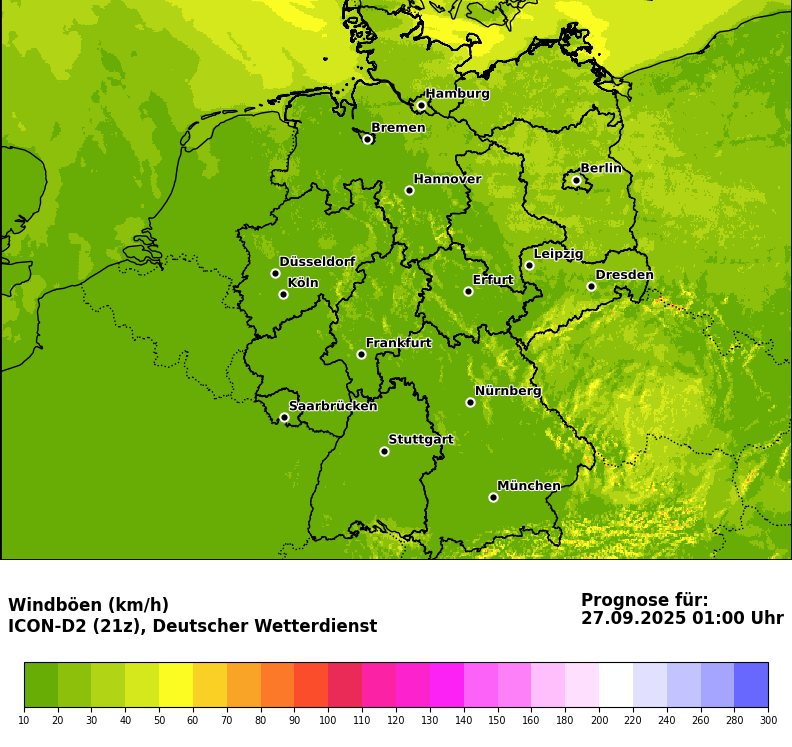 Hamburg
Bremen
Hannover
Berlin
Düsseldorf
Köln
Leipzig
Erfurt
Dresden
Frankfurt
Saarbrücken
Nürnberg
Stuttgart
München
Windböen (km/h)
ICON-D2 (21z), Deutscher Wetterdienst
Prognose für:
27.09.2025 01:00 Uhr
10 20 30 40 50 60 70 80 90 100 110 120 130 140 150 160 180 200 220 240 260 280 300